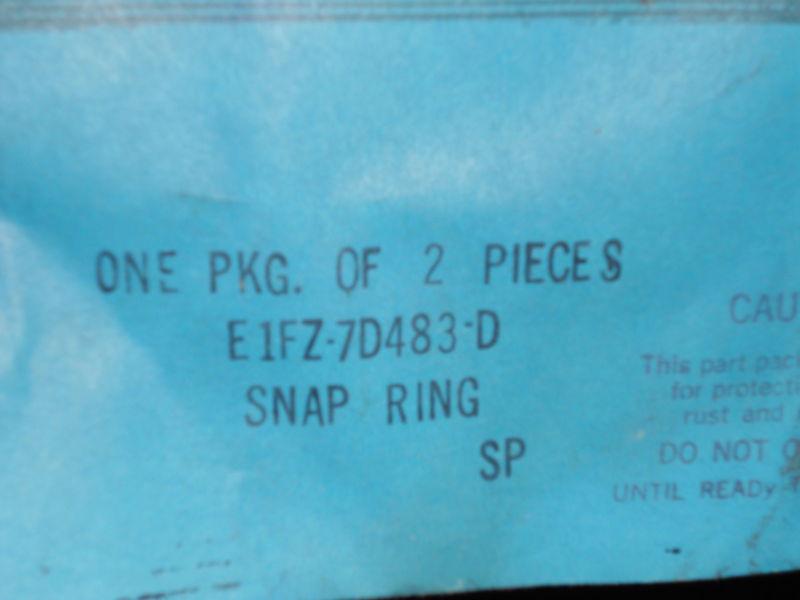 ONE PKG. OF 2 PIECES
E1FZ-7D483-D
SNAP RING
SP
CAU
This part pack
for protecti
rust and
DO NOT O
UNTIL READy T